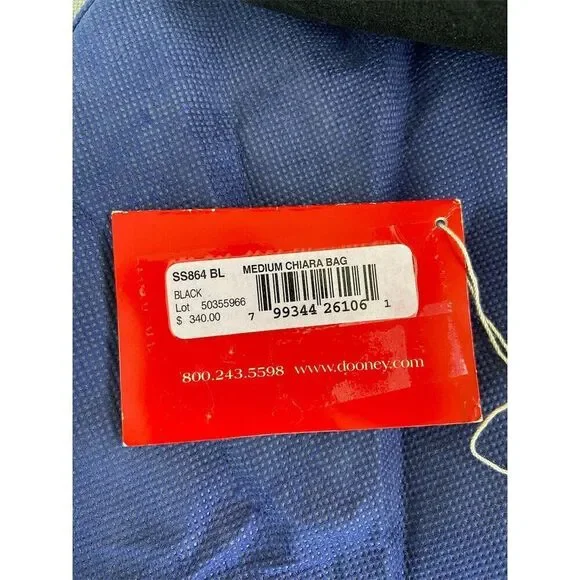 SS864 BL MEDIUM CHIARA BAG
BLACK
Lot 50355966
$ 340.00
7 99344 26106 1
800.243.5598 www.dooney.com